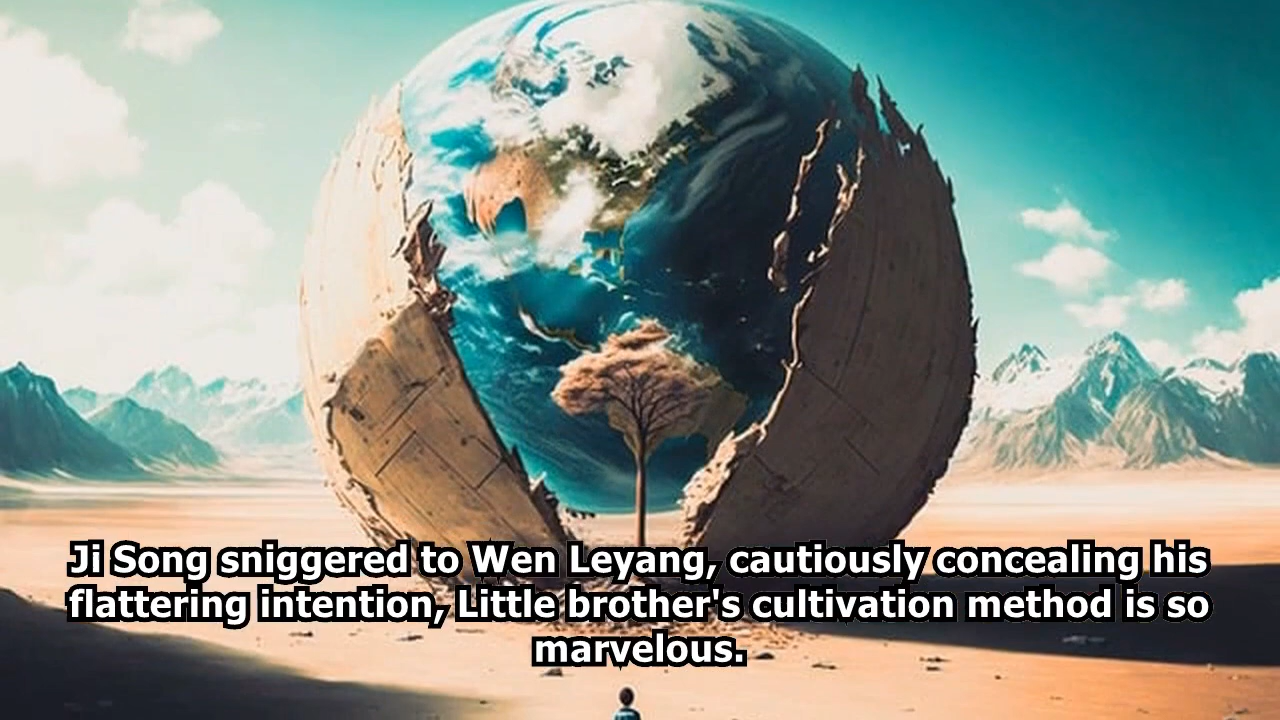 Ji Song sniggered to Wen Leyang, cautiously concealing his
flattering intention, Little brother's cultivation method is so
marvelous.